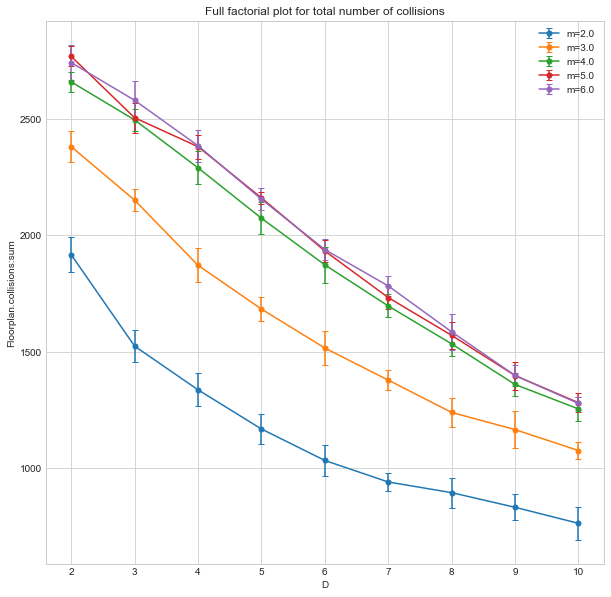 Full factorial plot for total number of collisions
m=2.0
m=3.0
m=4.0
m=5.0
m=6.0
2500
2000
1500
1000
Floorplan.collisions:sum
2 3 4 5 6 7 8 9 10
D